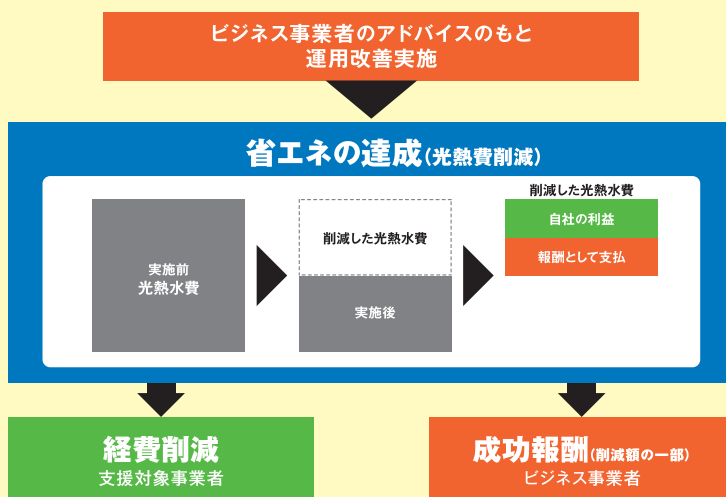 ビジネス事業者のアドバイスのもと
運用改善実施
省エネの達成(光熱費削減)
実施前
光熱水費
削減した光熱水費
実施後
削減した光熱水費
自社の利益
報酬として支払
経費削減
支援対象事業者
成功報酬(削減額の一部)
ビジネス事業者